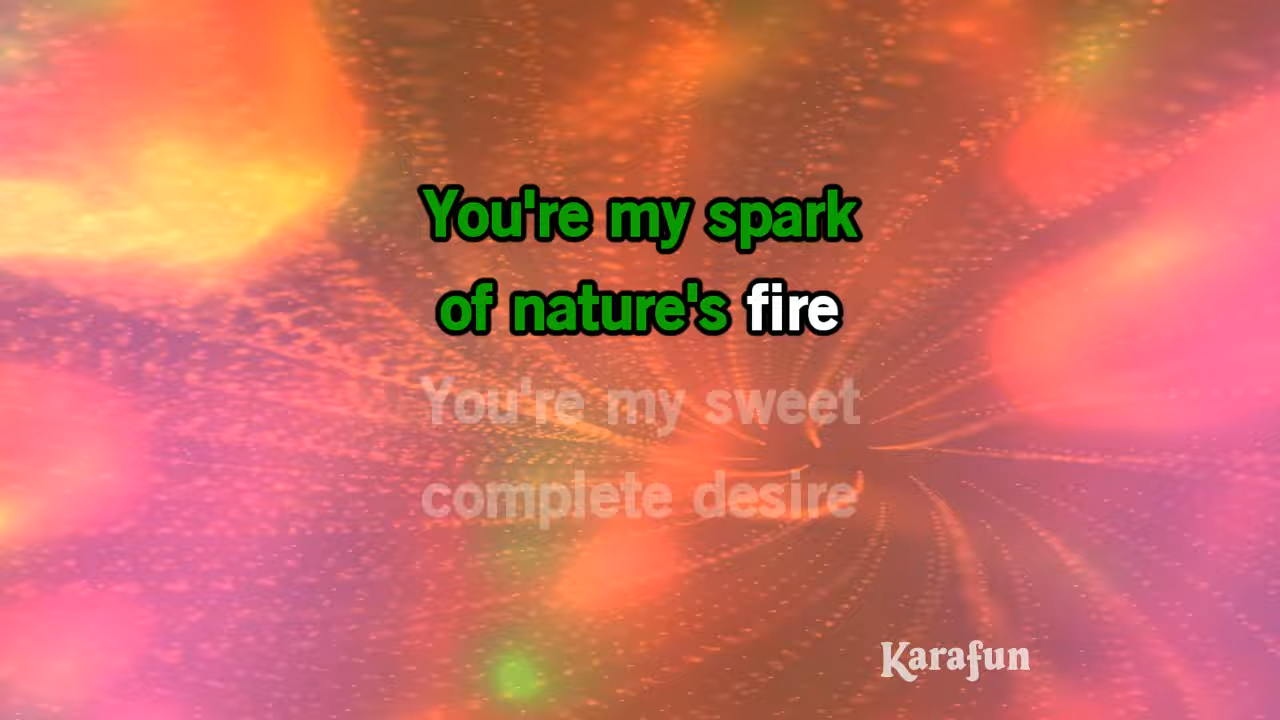 You're my spark
of nature's fire
You're my sweet
complete desire
Karafun